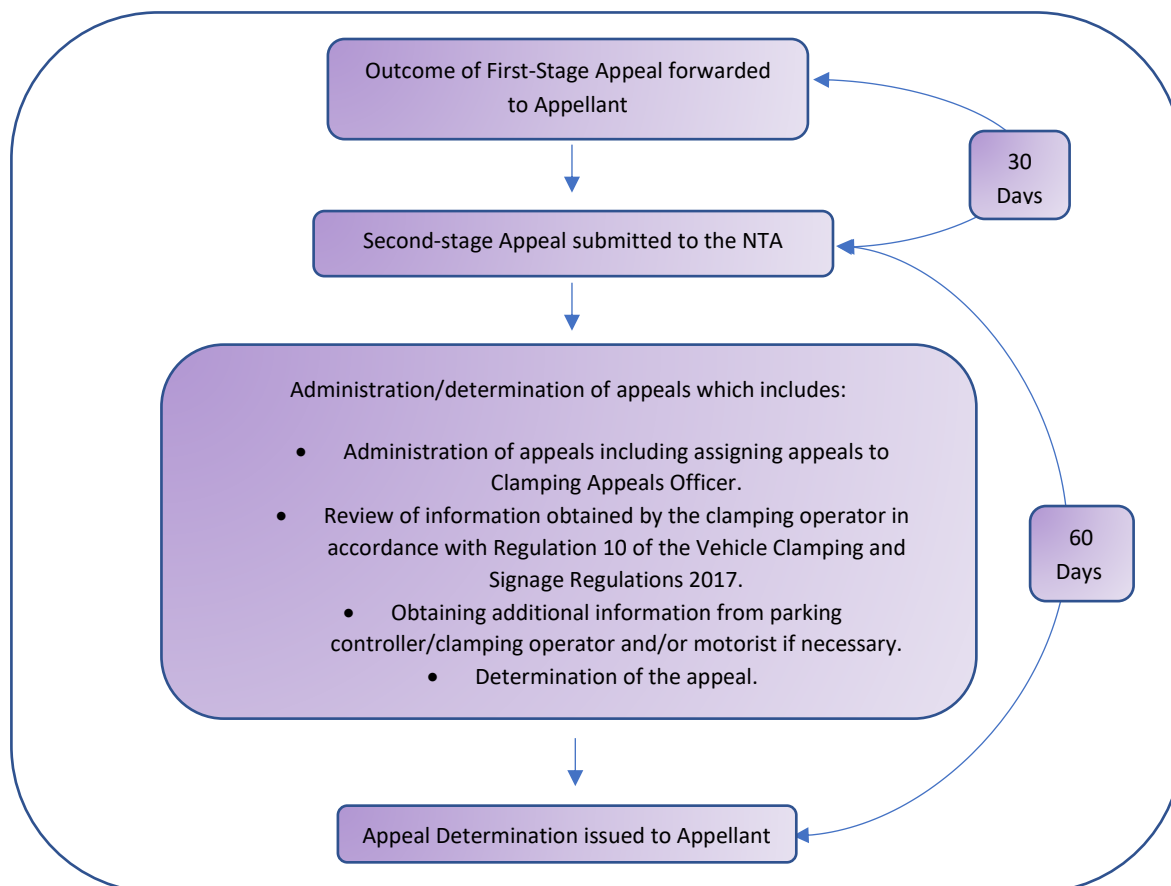 Outcome of First-Stage Appeal forwarded
to Appellant
30
Days
Second-stage Appeal submitted to the NTA
Administration/determination of appeals which includes:
• Administration of appeals including assigning appeals to
Clamping Appeals Officer.
• Review of information obtained by the clamping operator in
accordance with Regulation 10 of the Vehicle Clamping and
Signage Regulations 2017.
• Obtaining additional information from parking
controller/clamping operator and/or motorist if necessary.
• Determination of the appeal.
60
Days
Appeal Determination issued to Appellant